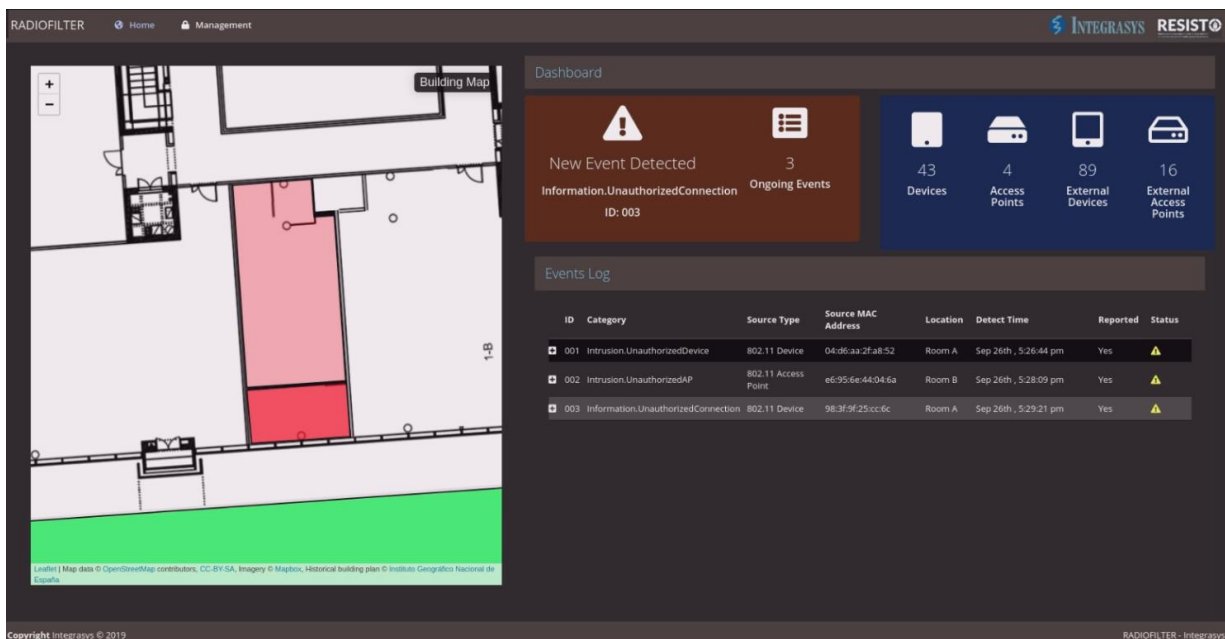 RADIOFILTER Home Management INTEGRASYS RESISTO
+
−
Building Map
1-B
Leaflet | Map data © OpenStreetMap contributors, CC-BY-SA, Imagery © Mapbox, Historical building plan © Instituto Geográfico Nacional de
España
Dashboard
New Event Detected
Information.UnauthorizedConnection
ID: 003
3
Ongoing Events
43
Devices
4
Access
Points
89
External
Devices
16
External
Access
Points
Events Log
ID Category Source Type Source MAC Address Location Detect Time Reported Status
001 Intrusion.UnauthorizedDevice 802.11 Device 04:d6:aa:2f:a8:52 Room A Sep 26th , 5:26:44 pm Yes
002 Intrusion.UnauthorizedAP 802.11 Access Point e6:95:6e:44:04:6a Room B Sep 26th , 5:28:09 pm Yes
003 Information.UnauthorizedConnection 802.11 Device 98:3f:9f:25:cc:6c Room A Sep 26th , 5:29:21 pm Yes
Copyright Integrasys © 2019 RADIOFILTER - Integrasys